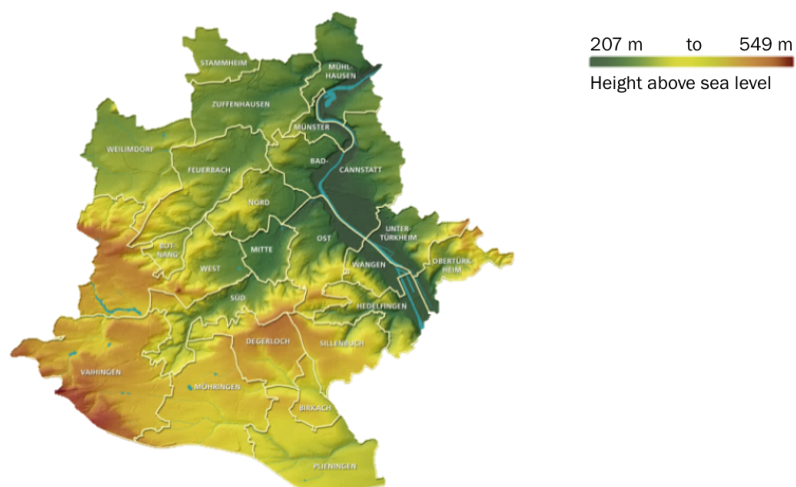 207 m to 549 m
Height above sea level
STAMMHEIM
MÜHL-
HAUSEN
ZUFFENHAUSEN
MÜNSTER
WEILIMDORF
FEUERBACH
BAD-
CANNSTATT
NORD
BOT-
NANG
MITTE
OST
UNTER-
TÜRKHEIM
WEST
WANGEN
OBERTÜRK
HEIM
SÜD
HEDELFINGEN
DEGERLOCH
SILLENBUCH
VAIHINGEN
MÖHRINGEN
BIRKACH
PLIENINGEN